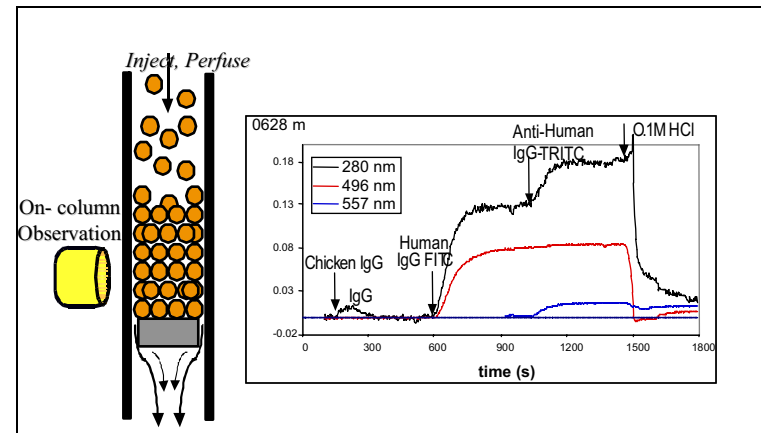 Inject, Perfuse
On- column
Observation
0628 m
Anti-Human
IgG-TRITC
0.1M HCl
280 nm
496 nm
557 nm
Chicken IgG
IgG
Human
IgG FITC
0.18
0.13
0.08
0.03
-0.02
0 300 600 900 1200 1500 1800
time (s)